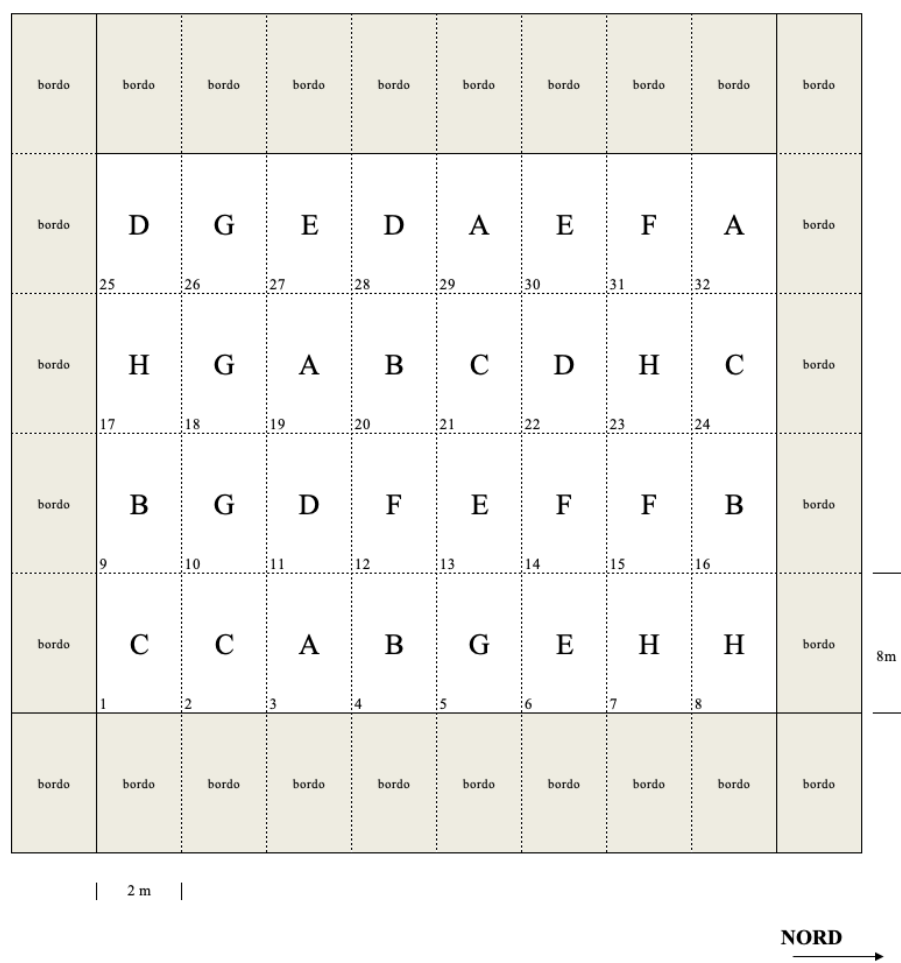 bordo bordo bordo bordo bordo bordo bordo bordo bordo bordo
bordo D G E D A E F A bordo
25 26 27 28 29 30 31 32
bordo H G A B C D H C bordo
17 18 19 20 21 22 23 24
bordo B G D F E F F B bordo
9 10 11 12 13 14 15 16
bordo C C A B G E H H bordo
8m
1 2 3 4 5 6 7 8
bordo bordo bordo bordo bordo bordo bordo bordo bordo bordo
2 m
NORD